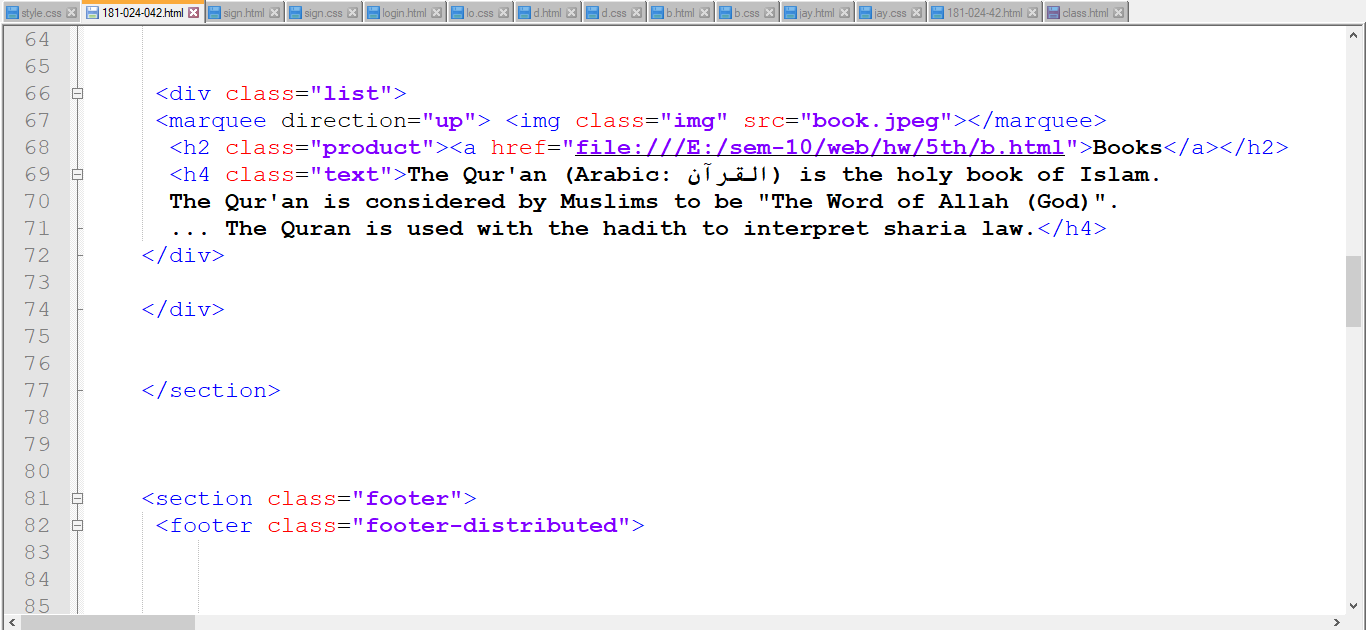 style.css 181-024-042.html sign.html sign.css login.html lo.css d.html d.css b.html b.css jay.html jay.css 181-024-42.html class.html
64
65
66 <div class="list">
67 <marquee direction="up"> <img class="img" src="book.jpeg"></marquee>
68 <h2 class="product"><a href="file:///E:/sem-10/web/hw/5th/b.html">Books</a></h2>
69 <h4 class="text">The Qur'an (Arabic: القرآن) is the holy book of Islam.
70 The Qur'an is considered by Muslims to be "The Word of Allah (God)".
71 ... The Quran is used with the hadith to interpret sharia law.</h4>
72 </div>
73
74 </div>
75
76
77 </section>
78
79
80
81 <section class="footer">
82 <footer class="footer-distributed">
83
84
85